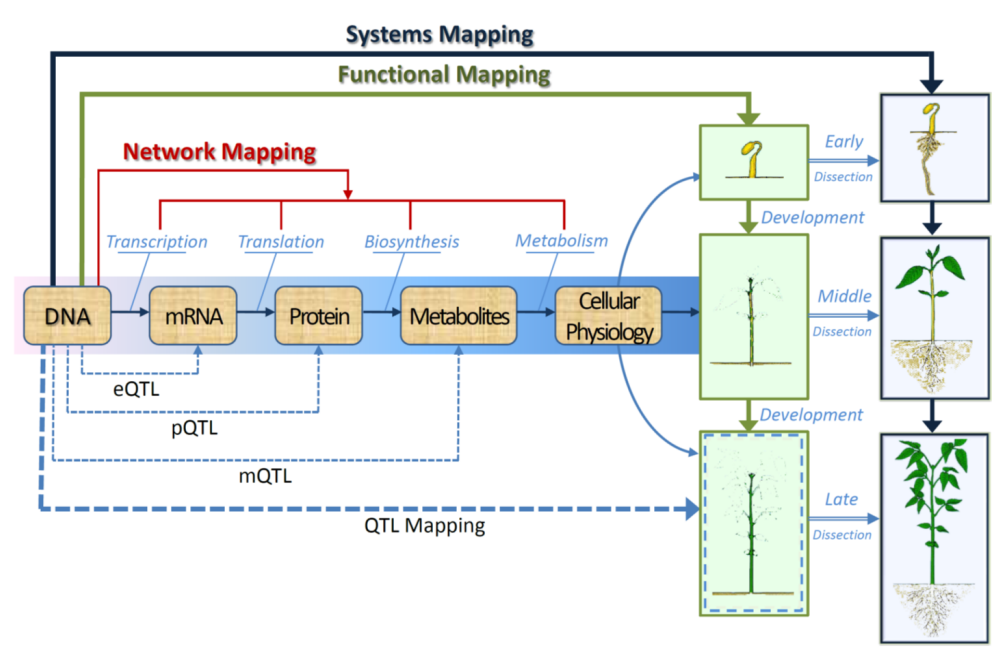 Systems Mapping
Functional Mapping
Network Mapping
Early
Dissection
Development
Transcription
Translation
Biosynthesis
Metabolism
DNA
mRNA
Protein
Metabolites
Cellular
Physiology
Middle
Dissection
eQTL
pQTL
mQTL
QTL Mapping
Development
Late
Dissection